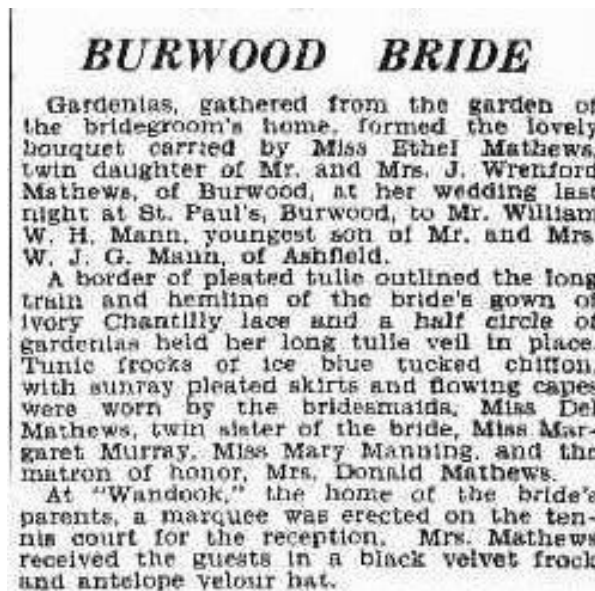 BURWOOD BRIDE
Gardenias, gathered from the garden of
the bridegroom's home, formed the lovely
bouquet carried by Miss Ethel Mathews,
twin daughter of Mr. and Mrs. J. Wrenford
Mathews, of Burwood, at her wedding last
night at St. Paul's, Burwood, to Mr. William
W. H. Mann, youngest son of Mr. and Mrs.
W. J. G. Mann, of Ashfield.
A border of pleated tulle outlined the long
train and hemline of the bride's gown of
ivory Chantilly lace and a half circle of
gardenias held her long tulle veil in place.
Tunic frocks of ice blue tucked chiffon,
with sunray pleated skirts and flowing capes
were worn by the bridesmaids, Miss Del
Mathews, twin sister of the bride, Miss Mar-
garet Murray, Miss Mary Manning, and the
matron of honor, Mrs. Donald Mathews.
At "Wandook," the home of the bride's
parents, a marquee was erected on the ten-
nis court for the reception. Mrs. Mathews
received the guests in a black velvet frock
and antelope velour hat.